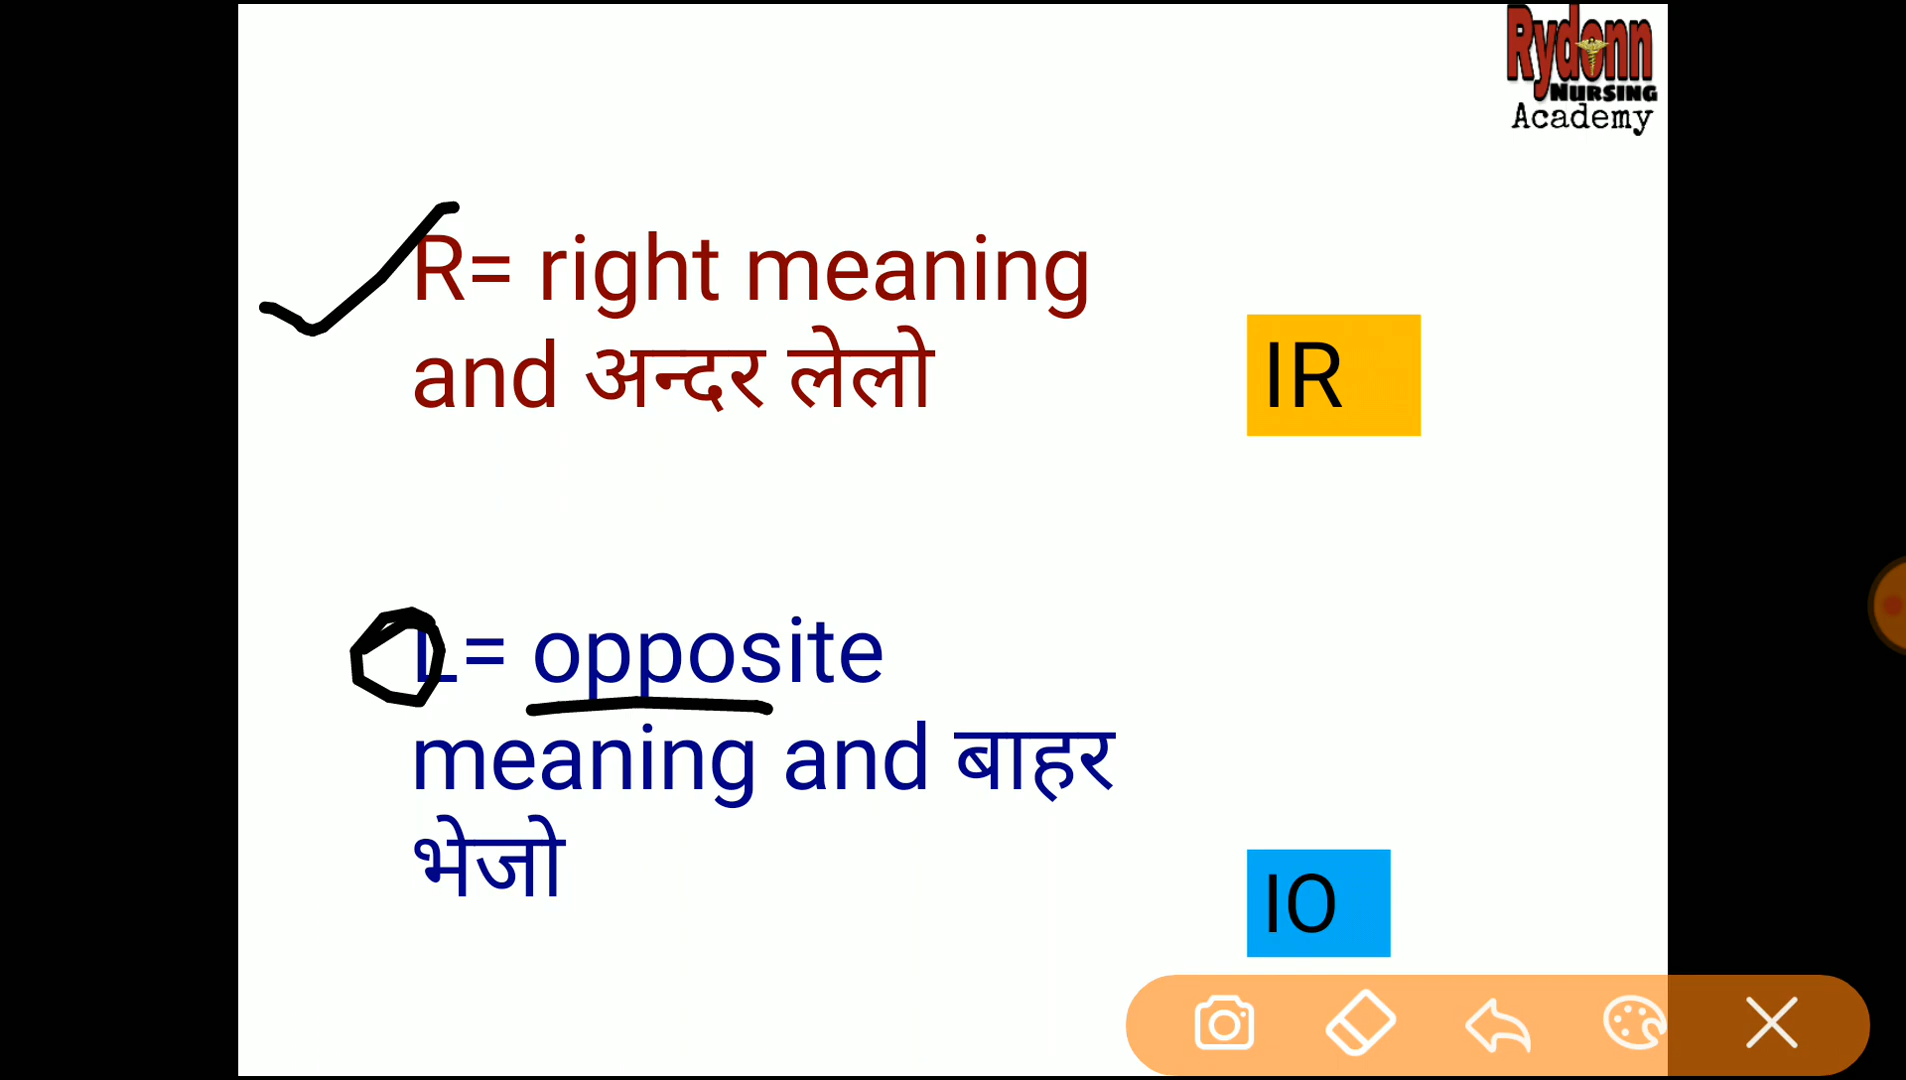 Rydonn
NURSING
Academy
R= right meaning
and अन्दर लेलो
IR
L= opposite
meaning and बाहर
भेजो
IO